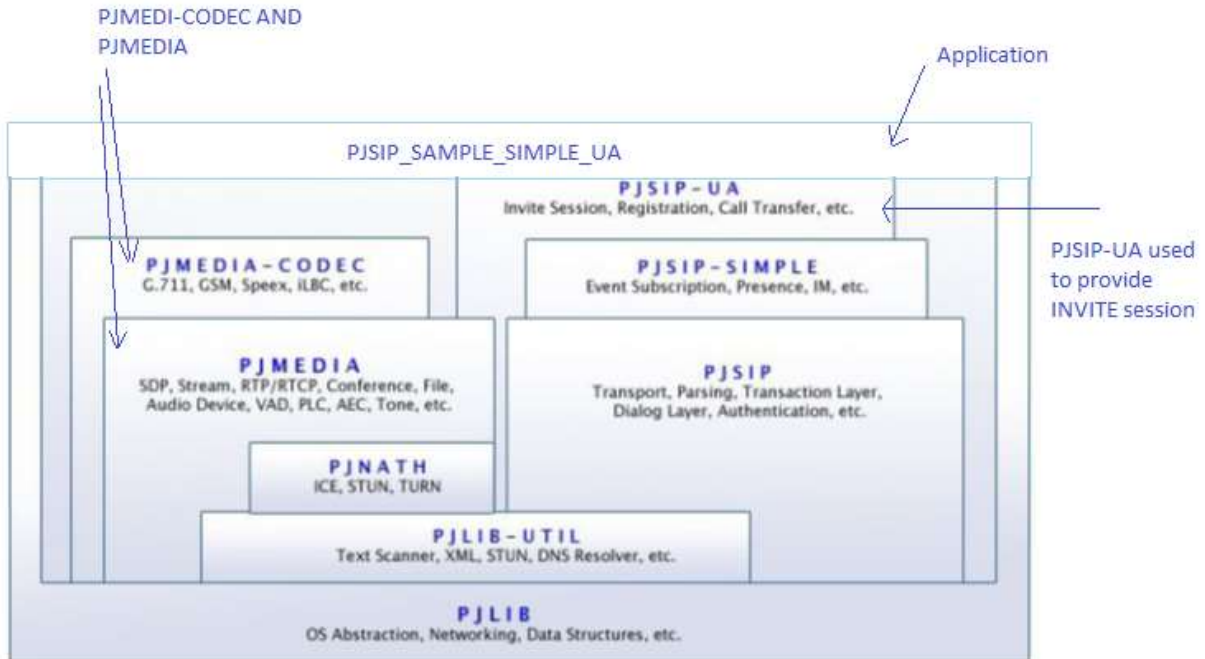 PJMEDI-CODEC AND
PJMEDIA
Application
PJSIP_SAMPLE_SIMPLE_UA
PJSIP-UA
Invite Session, Registration, Call Transfer, etc.
PJSIP-UA used
to provide
INVITE session
PJMEDIA-CODEC
G.711, GSM, Speex, iLBC, etc.
PJSIP-SIMPLE
Event Subscription, Presence, IM, etc.
PJMEDIA
SDP, Stream, RTP/RTCP, Conference, File,
Audio Device, VAD, PLC, AEC, Tone, etc.
PJSIP
Transport, Parsing, Transaction Layer,
Dialog Layer, Authentication, etc.
PJNATH
ICE, STUN, TURN
PJLIB-UTIL
Text Scanner, XML, STUN, DNS Resolver, etc.
PJLIB
OS Abstraction, Networking, Data Structures, etc.